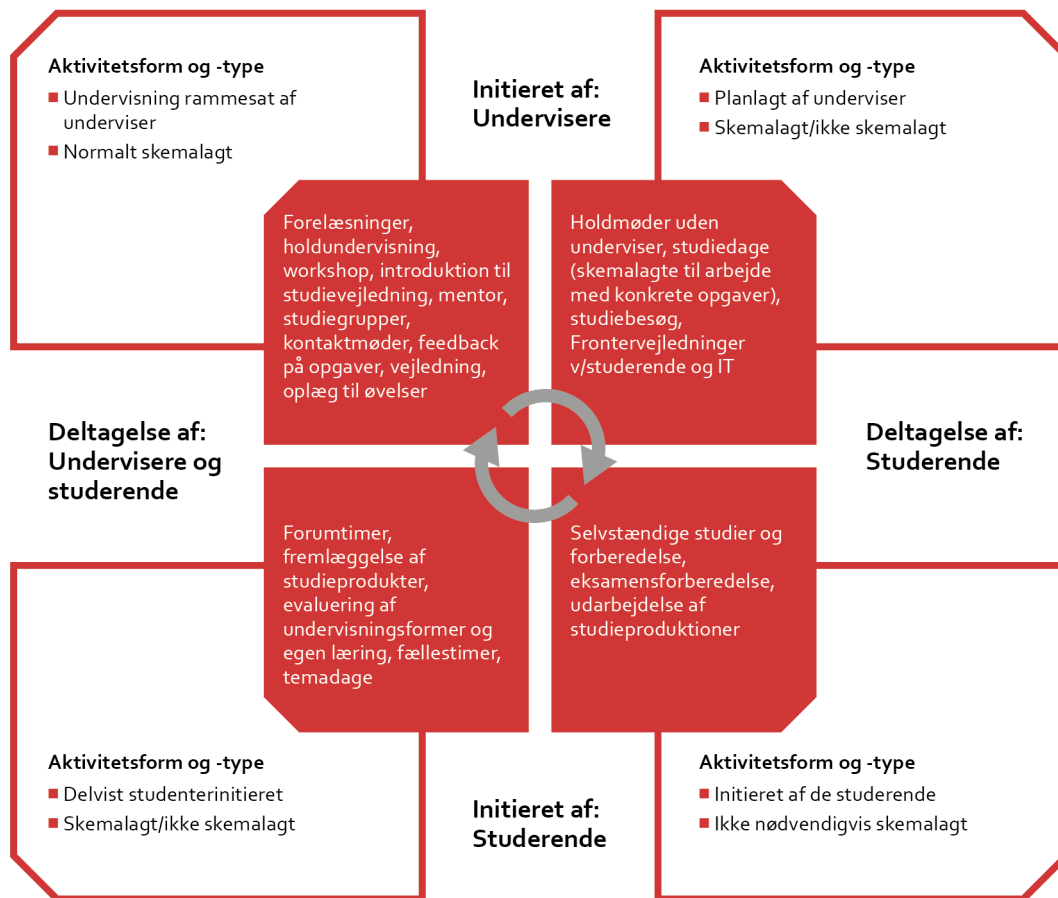 Aktivitetsform og -type
Undervisning rammesat af
underviser
Normalt skemalagt
Initieret af:
Undervisere
Aktivitetsform og -type
Planlagt af underviser
Skemalagt/ikke skemalagt
Forelæsninger,
holdundervisning,
workshop, introduktion til
studievejledning, mentor,
studiegrupper,
kontaktmøder, feedback
på opgaver, vejledning,
oplæg til øvelser
Holdmøder uden
underviser, studiedage
(skemalagte til arbejde
med konkrete opgaver),
studiebesøg,
Frontervejledninger
v/studerende og IT
Deltagelse af:
Undervisere og
studerende
Deltagelse af:
Studerende
Forumtimer,
fremlæggelse af
studieprodukter,
evaluering af
undervisningsformer og
egen læring, fællestimer,
temadage
Selvstændige studier og
forberedelse,
eksamensforberedelse,
udarbejdelse af
studieproduktioner
Aktivitetsform og -type
Delvist studenterinitieret
Skemalagt/ikke skemalagt
Initieret af:
Studerende
Aktivitetsform og -type
Initieret af de studerende
Ikke nødvendigvis skemalagt